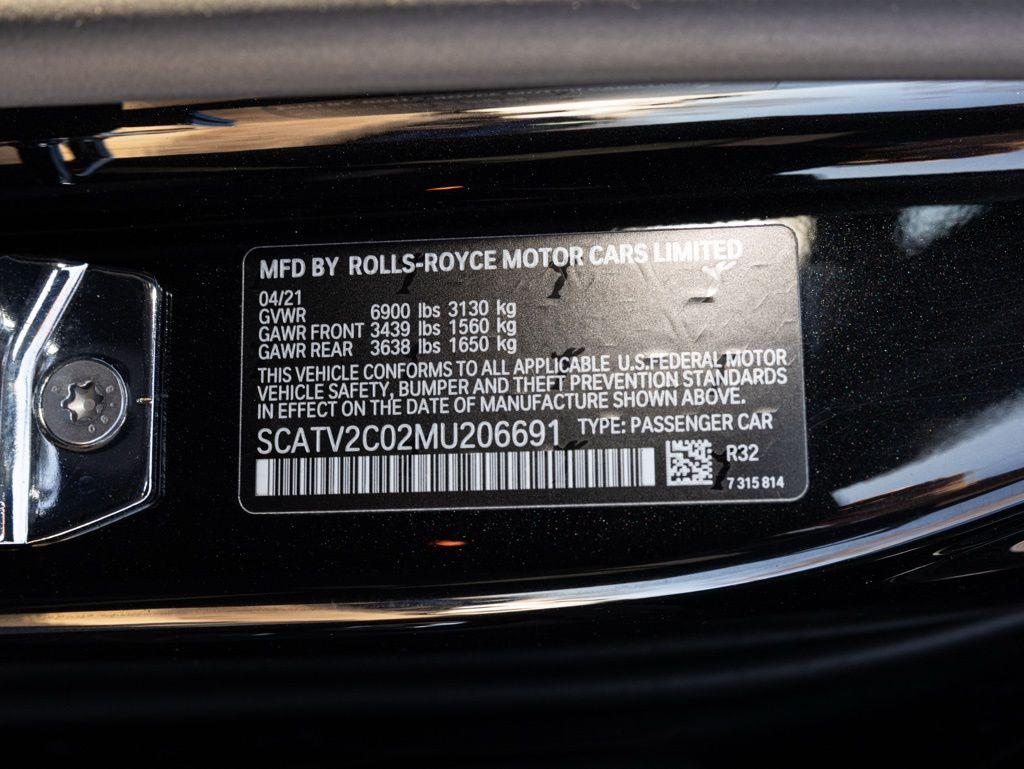 MFD BY ROLLS-ROYCE MOTOR CARS LIMITED
04/21
GVWR 6900 lbs 3130 kg
GAWR FRONT 3439 lbs 1560 kg
GAWR REAR 3638 lbs 1650 kg
THIS VEHICLE CONFORMS TO ALL APPLICABLE U.S.FEDERAL MOTOR
VEHICLE SAFETY, BUMPER AND THEFT PREVENTION STANDARDS
IN EFFECT ON THE DATE OF MANUFACTURE SHOWN ABOVE.
SCATV2C02MU206691 TYPE: PASSENGER CAR
R32
7 315 814